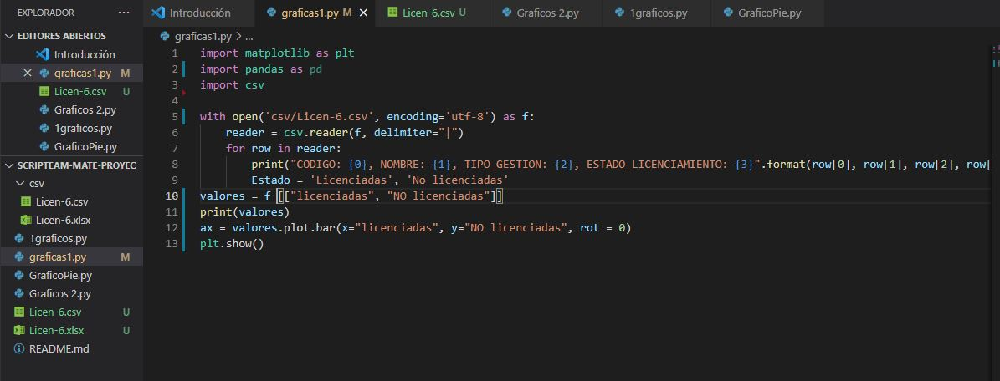 EXPLORADOR ...
EDITORES ABIERTOS
Introducción
graficas1.py M
Licen-6.csv U
Graficos 2.py
1graficos.py
GraficoPie.py
SCRIPTEAM-MATE-PROYEC
csv
Licen-6.csv
Licen-6.xlsx
1graficos.py
graficas1.py M
GraficoPie.py
Graficos 2.py
Licen-6.csv U
Licen-6.xlsx U
README.md
Introducción graficas1.py M Licen-6.csv U Graficos 2.py 1graficos.py GraficoPie.py
graficas1.py > ...
1 import matplotlib as plt
2 import pandas as pd
3 import csv
4
5 with open('csv/Licen-6.csv', encoding='utf-8') as f:
6 reader = csv.reader(f, delimiter="|")
7 for row in reader:
8 print("CODIGO: {0}, NOMBRE: {1}, TIPO_GESTION: {2}, ESTADO_LICENCIAMIENTO: {3}".format(row[0], row[1], row[2], row[
9 Estado = 'Licenciadas', 'No licenciadas'
10 valores = f [["licenciadas", "NO licenciadas"]]
11 print(valores)
12 ax = valores.plot.bar(x="licenciadas", y="NO licenciadas", rot = 0)
13 plt.show()